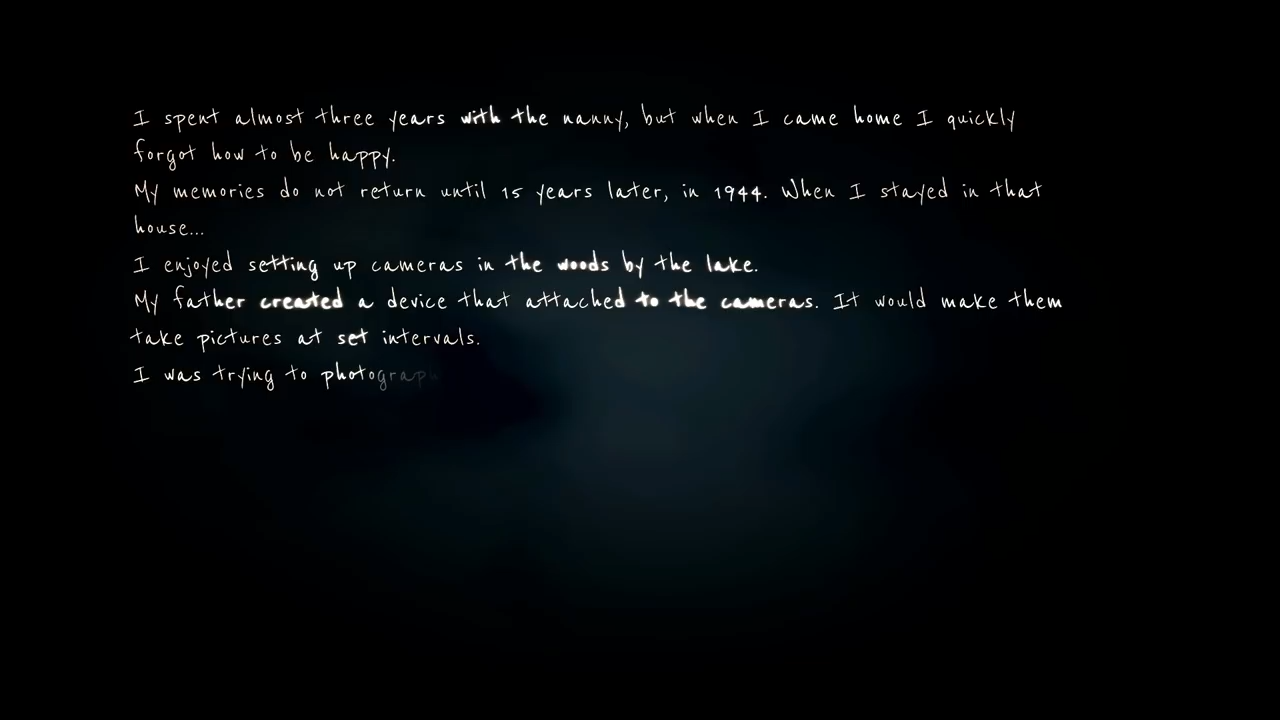 I spent almost three years with the nanny, but when I came home I quickly
forgot how to be happy.
My memories do not return until 15 years later, in 1944. When I stayed in that
house...
I enjoyed setting up cameras in the woods by the lake.
My father created a device that attached to the cameras. It would make them
take pictures at set intervals.
I was trying to